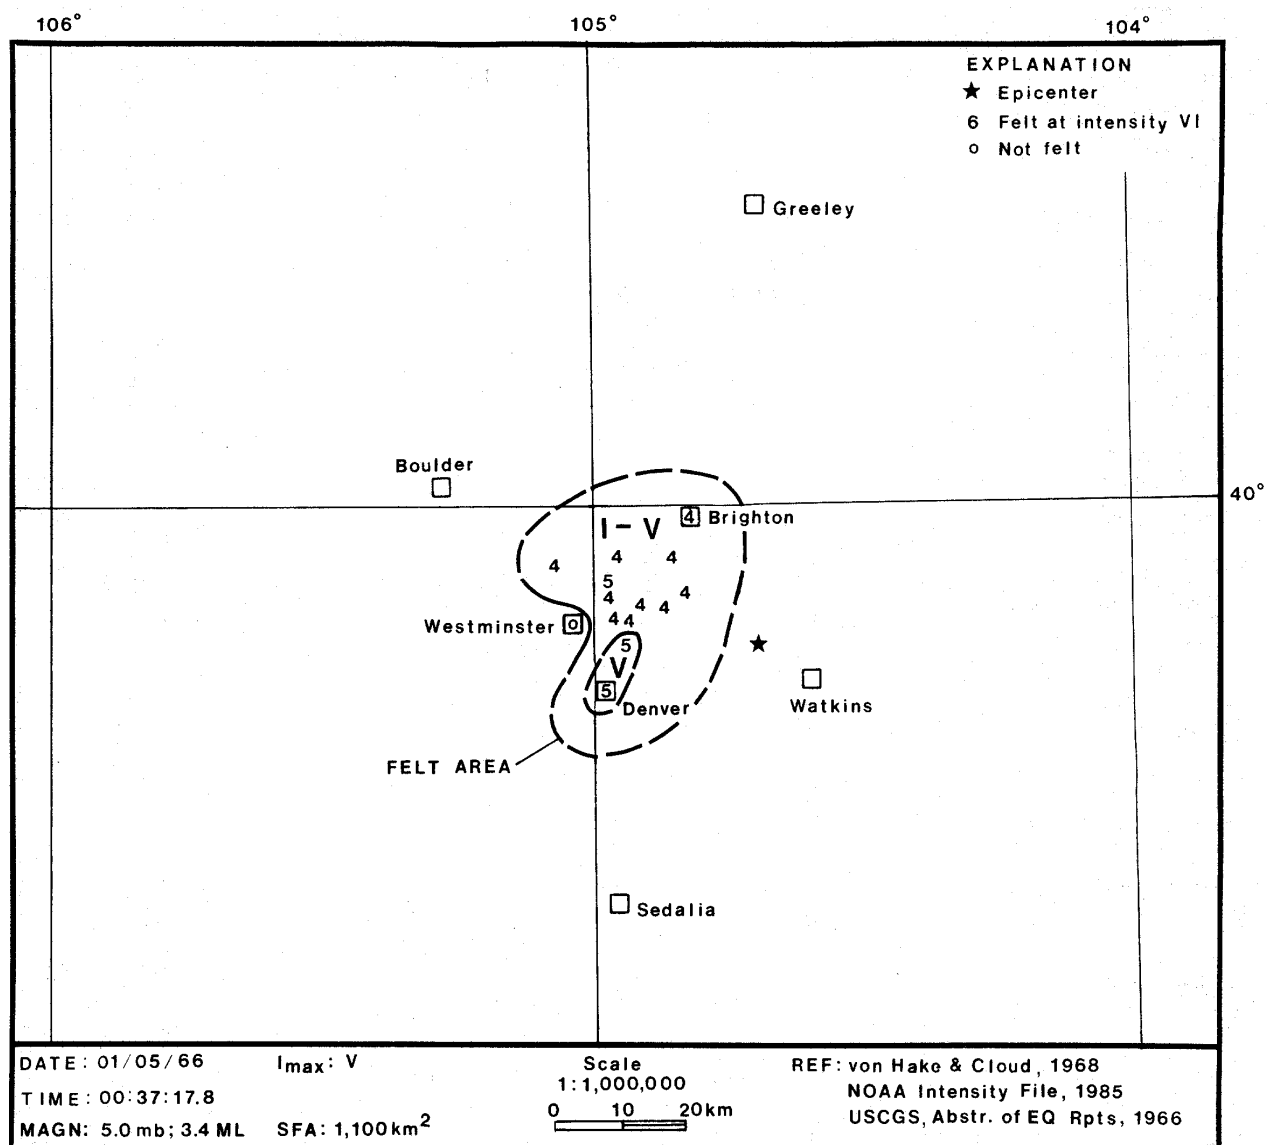 106° 105° 104°
EXPLANATION
★ Epicenter
6 Felt at intensity VI
o Not felt
Greeley
Boulder
40°
4 Brighton
I – V
4 4
4
5
4 4
4 4
4 4
Westminster o
5
V
5
Denver
Watkins
FELT AREA
Sedalia
DATE: 01/05/66 Imax: V Scale REF: von Hake & Cloud, 1968
1:1,000,000 NOAA Intensity File, 1985
TIME: 00:37:17.8
0 10 20km USCGS, Abstr. of EQ Rpts, 1966
MAGN: 5.0 mb; 3.4 ML SFA: 1,100 km²